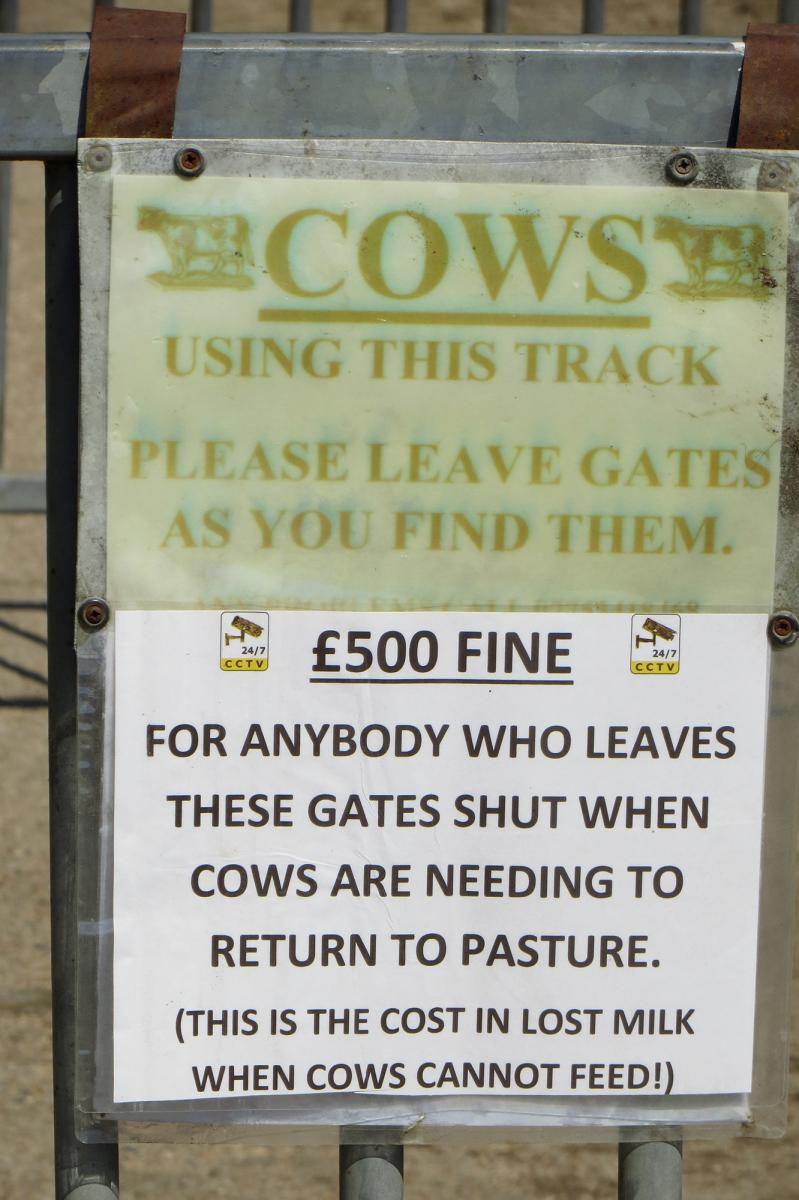 COWS
USING THIS TRACK
PLEASE LEAVE GATES
AS YOU FIND THEM.
24/7
CCTV
£500 FINE
24/7
CCTV
FOR ANYBODY WHO LEAVES
THESE GATES SHUT WHEN
COWS ARE NEEDING TO
RETURN TO PASTURE.
(THIS IS THE COST IN LOST MILK
WHEN COWS CANNOT FEED!)